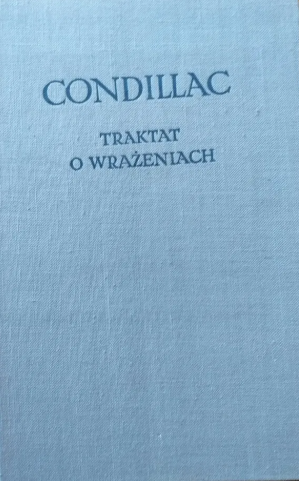 CONDILLAC
TRAKTAT
O WRAŻENIACH